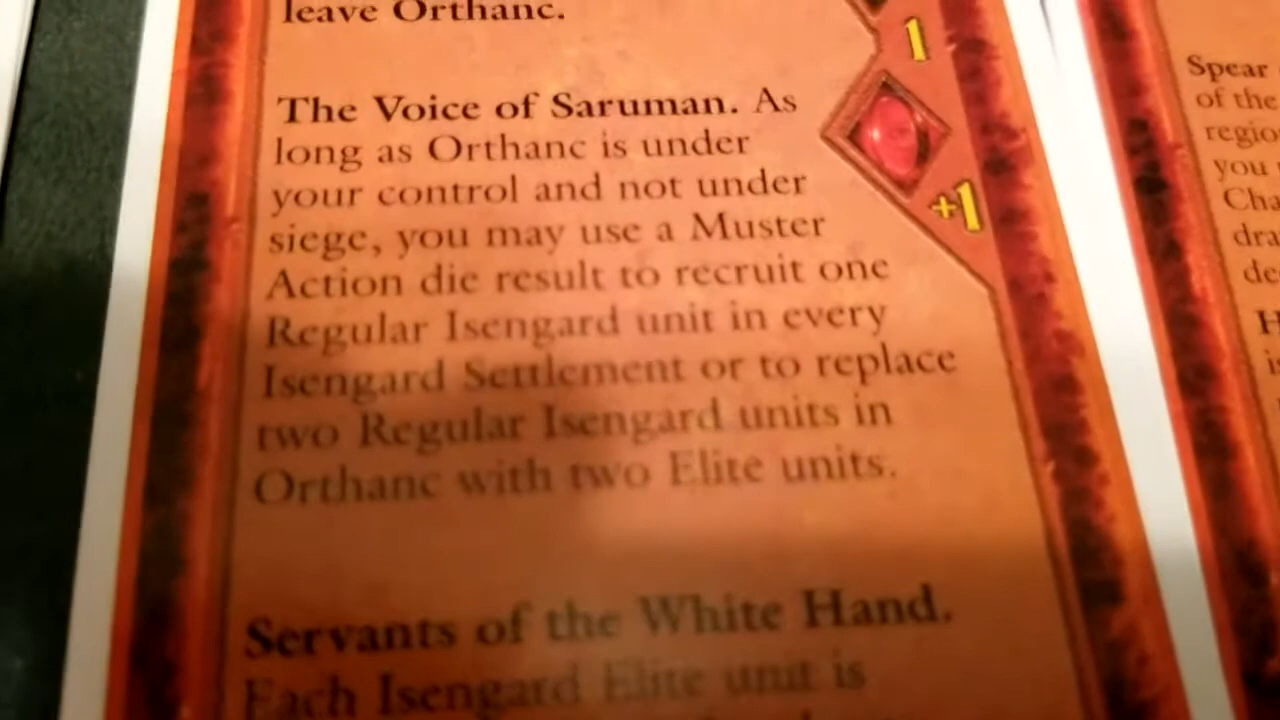 leave Orthanc.
1
The Voice of Saruman. As
long as Orthanc is under
your control and not under
siege, you may use a Muster
Action die result to recruit one
Regular Isengard unit in every
Isengard Settlement or to replace
two Regular Isengard units in
Orthanc with two Elite units.
+1
Servants of the White Hand.
Each Isengard Elite unit is
Spear
of the
regio
you
Cha
dra
de
H
is